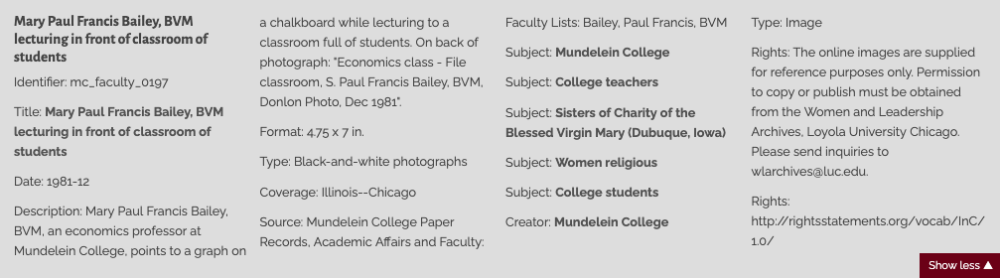 Mary Paul Francis Bailey, BVM
lecturing in front of classroom of
students
Identifier: mc_faculty_0197
Title: Mary Paul Francis Bailey, BVM
lecturing in front of classroom of
students
Date: 1981-12
Description: Mary Paul Francis Bailey,
BVM, an economics professor at
Mundelein College, points to a graph on
a chalkboard while lecturing to a
classroom full of students. On back of
photograph: "Economics class - File
classroom, S. Paul Francis Bailey, BVM,
Donlon Photo, Dec 1981".
Format: 4.75 x 7 in.
Type: Black-and-white photographs
Coverage: Illinois--Chicago
Source: Mundelein College Paper
Records, Academic Affairs and Faculty:
Faculty Lists: Bailey, Paul Francis, BVM
Subject: Mundelein College
Subject: College teachers
Subject: Sisters of Charity of the
Blessed Virgin Mary (Dubuque, Iowa)
Subject: Women religious
Subject: College students
Creator: Mundelein College
Type: Image
Rights: The online images are supplied
for reference purposes only. Permission
to copy or publish must be obtained
from the Women and Leadership
Archives, Loyola University Chicago.
Please send inquiries to
wlarchives@luc.edu.
Rights:
http://rightsstatements.org/vocab/InC/
1.0/
Show less ▲